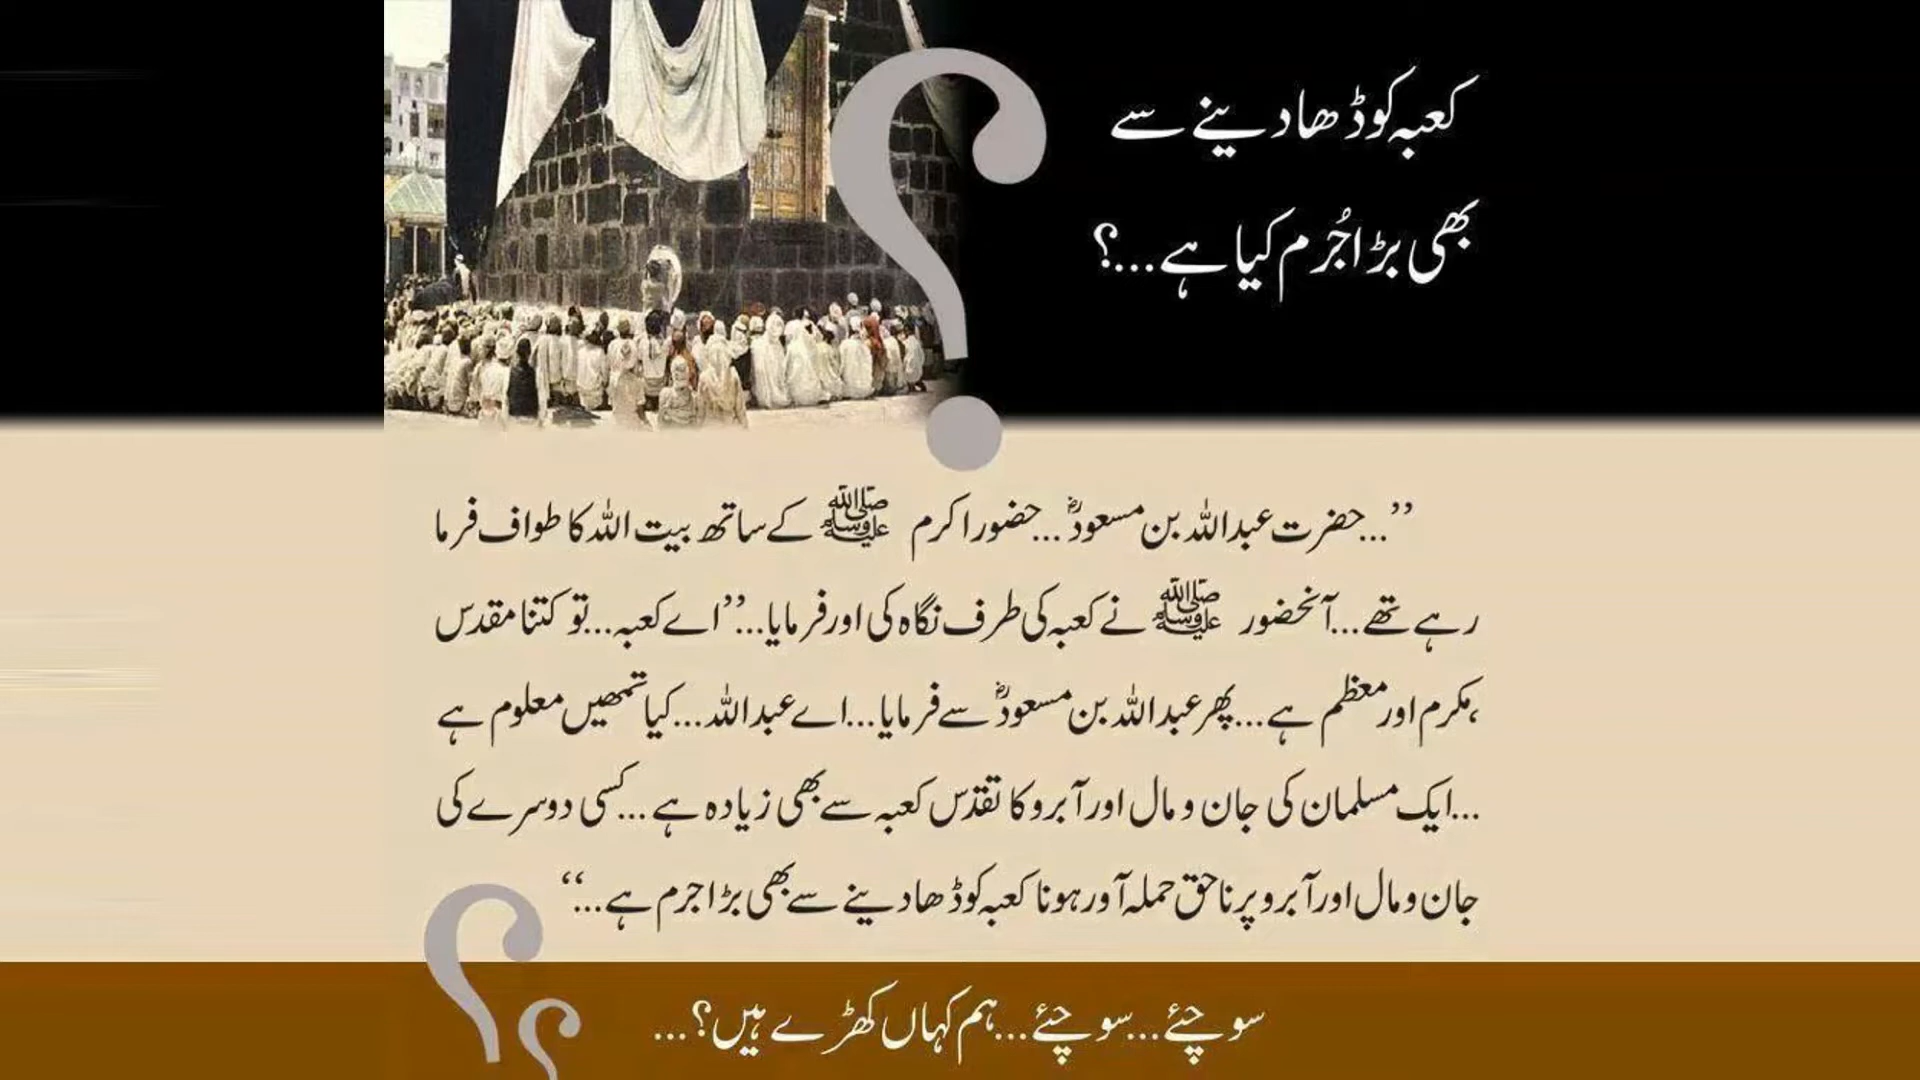 کعبہ کو ڈھا دینے سے
بھی بڑا جُرم کیا ہے...؟
’’...حضرت عبداللہ بن مسعودؓ ...حضور اکرم ﷺ کے ساتھ بیت اللہ کا طواف فرما
رہے تھے...آنحضور ﷺ نے کعبہ کی طرف نگاہ کی اور فرمایا...’’اے کعبہ...تو کتنا مقدس
،مکرم اور معظم ہے...پھر عبداللہ بن مسعودؓ سے فرمایا...اے عبداللہ...کیا تمھیں معلوم ہے
...ایک مسلمان کی جان و مال اور آبرو کا تقدّس کعبہ سے بھی زیادہ ہے...کسی دوسرے کی
جان و مال اور آبرو پر ناحق حملہ آور ہونا کعبہ کو ڈھا دینے سے بھی بڑا جرم ہے...‘‘
سوچئے...سوچئے...ہم کہاں کھڑے ہیں؟...